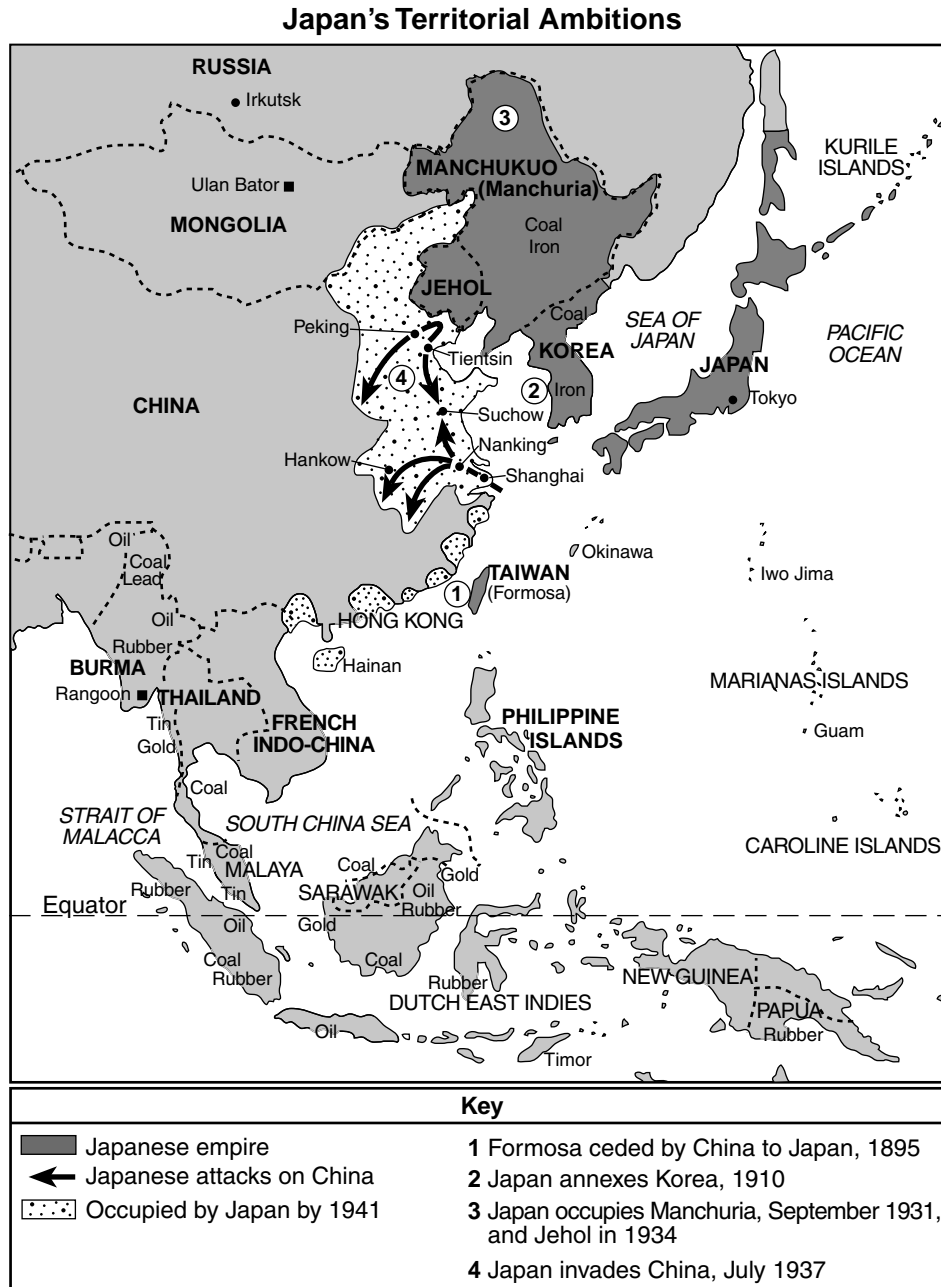 Japan's Territorial Ambitions
RUSSIA
Irkutsk
3
KURILE
ISLANDS
MANCHUKUO
(Manchuria)
Ulan Bator
MONGOLIA
Coal
Iron
JEHOL
Coal
SEA OF
JAPAN
PACIFIC
OCEAN
Peking
Tientsin
KOREA
JAPAN
4
2
Iron
Tokyo
CHINA
Suchow
Nanking
Hankow
Shanghai
Oil
Coal
Lead
Okinawa
TAIWAN
(Formosa)
1
Iwo Jima
Oil
HONG KONG
Rubber
BURMA
Hainan
Rangoon
THAILAND
MARIANAS ISLANDS
Tin
Gold
FRENCH
INDO-CHINA
PHILIPPINE
ISLANDS
Guam
Coal
STRAIT OF
MALACCA
SOUTH CHINA SEA
CAROLINE ISLANDS
Coal
Tin
MALAYA
Coal
Gold
Rubber
Tin
SARAWAK
Oil
Rubber
Equator
Oil
Gold
Coal
Rubber
Coal
Rubber
NEW GUINEA
DUTCH EAST INDIES
PAPUA
Rubber
Oil
Timor
Key
Japanese empire
Japanese attacks on China
Occupied by Japan by 1941
1 Formosa ceded by China to Japan, 1895
2 Japan annexes Korea, 1910
3 Japan occupies Manchuria, September 1931,
and Jehol in 1934
4 Japan invades China, July 1937